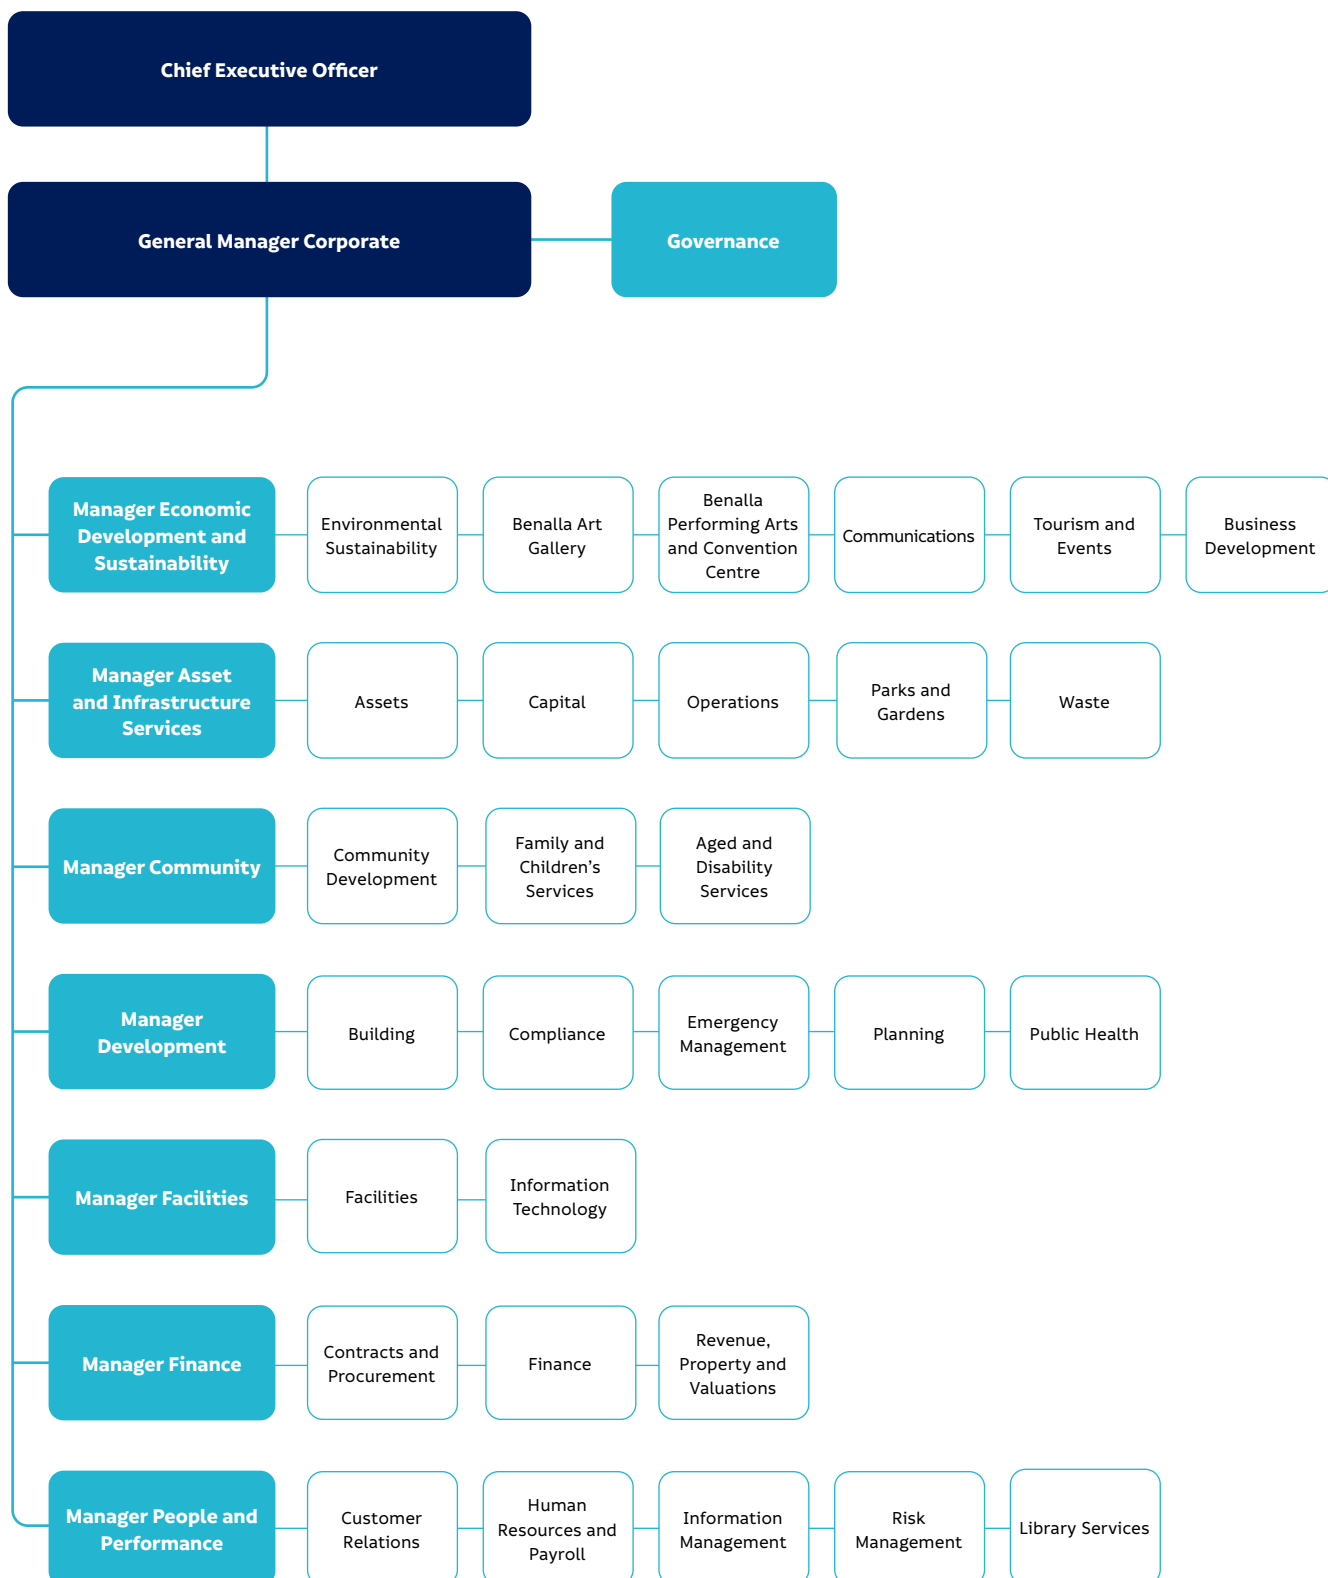 Chief Executive Officer
General Manager Corporate
Governance
Manager Economic
Development and
Sustainability
Environmental
Sustainability
Benalla Art
Gallery
Benalla
Performing Arts
and Convention
Centre
Communications
Tourism and
Events
Business
Development
Manager Asset
and Infrastructure
Services
Assets
Capital
Operations
Parks and
Gardens
Waste
Manager Community
Community
Development
Family and
Children’s
Services
Aged and
Disability
Services
Manager
Development
Building
Compliance
Emergency
Management
Planning
Public Health
Manager Facilities
Facilities
Information
Technology
Manager Finance
Contracts and
Procurement
Finance
Revenue,
Property and
Valuations
Manager People and
Performance
Customer
Relations
Human
Resources and
Payroll
Information
Management
Risk
Management
Library Services